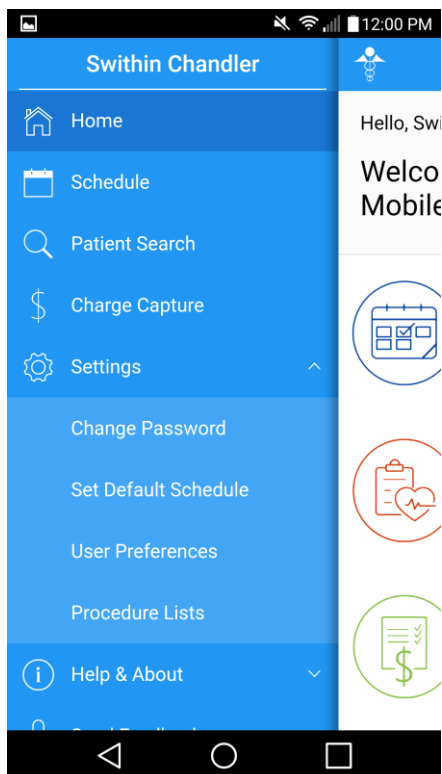 12:00 PM
Swithin Chandler
Home
Schedule
Patient Search
Charge Capture
Settings
Change Password
Set Default Schedule
User Preferences
Procedure Lists
Help & About
Hello, Swi
Welco
Mobile